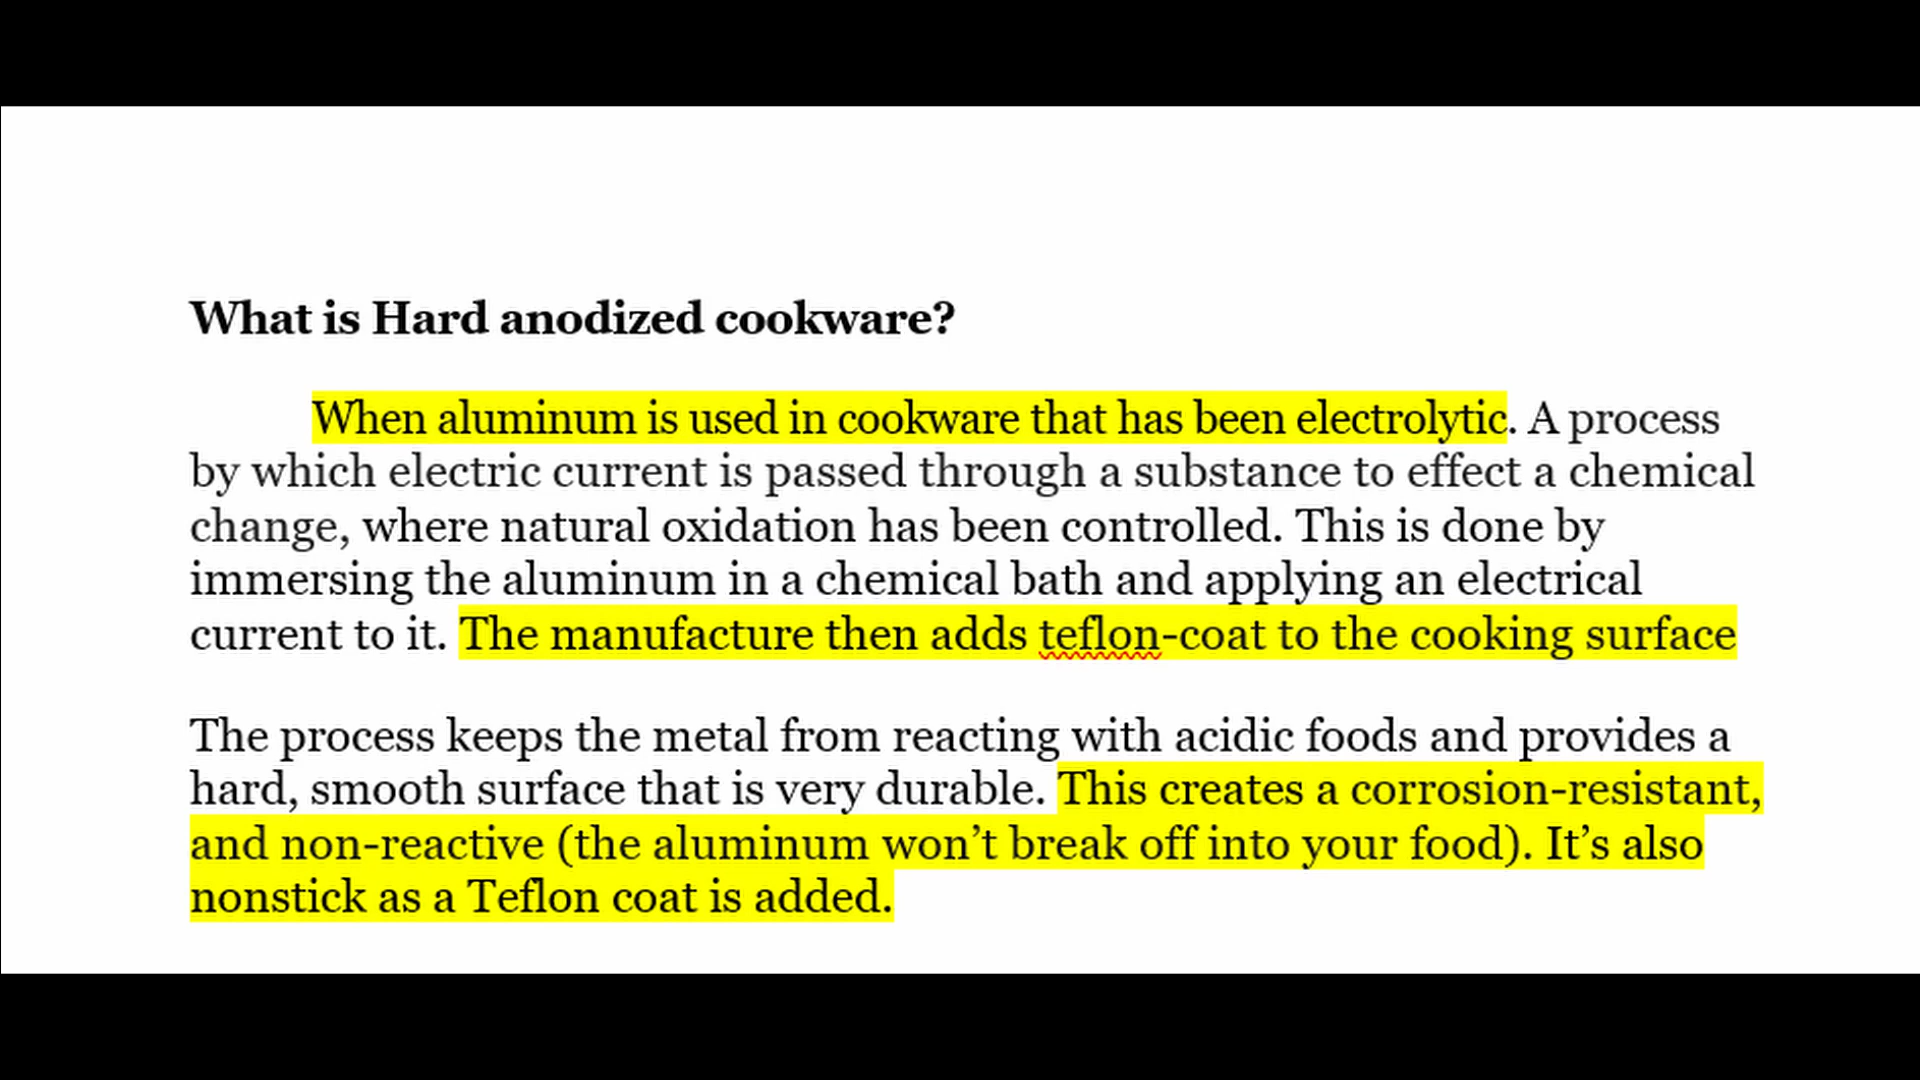 What is Hard anodized cookware?
When aluminum is used in cookware that has been electrolytic. A process
by which electric current is passed through a substance to effect a chemical
change, where natural oxidation has been controlled. This is done by
immersing the aluminum in a chemical bath and applying an electrical
current to it. The manufacture then adds teflon-coat to the cooking surface
The process keeps the metal from reacting with acidic foods and provides a
hard, smooth surface that is very durable. This creates a corrosion-resistant,
and non-reactive (the aluminum won’t break off into your food). It’s also
nonstick as a Teflon coat is added.